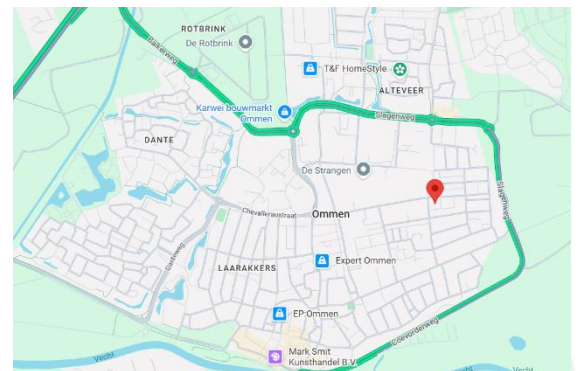 ROTBRINK
De Rotbrink
Balkerweg
T&F HomeStyle
ALTEVEER
Karwei bouwmarkt
Ommen
Slagenweg
DANTE
De Strangen
Slagenweg
Chevalleraustraat
Ommen
Danteweg
LAARAKKERS
Expert Ommen
EP:Ommen
Coevorderweg
Mark Smit
Kunsthandel B.V.
Vecht
Vecht